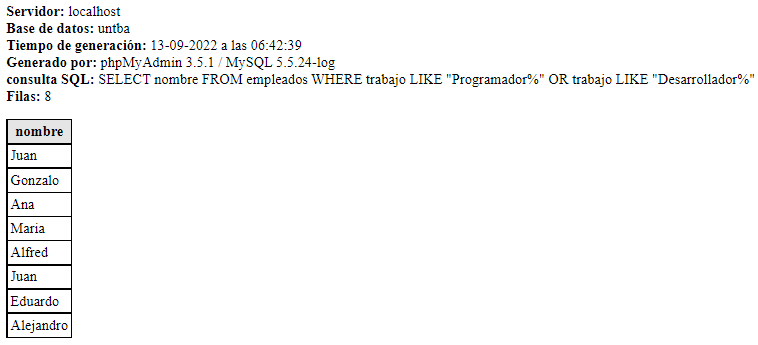 Servidor: localhost
Base de datos: untba
Tiempo de generación: 13-09-2022 a las 06:42:39
Generado por: phpMyAdmin 3.5.1 / MySQL 5.5.24-log
consulta SQL: SELECT nombre FROM empleados WHERE trabajo LIKE "Programador%" OR trabajo LIKE "Desarrollador%"
Filas: 8
nombre
Juan
Gonzalo
Ana
Maria
Alfred
Juan
Eduardo
Alejandro